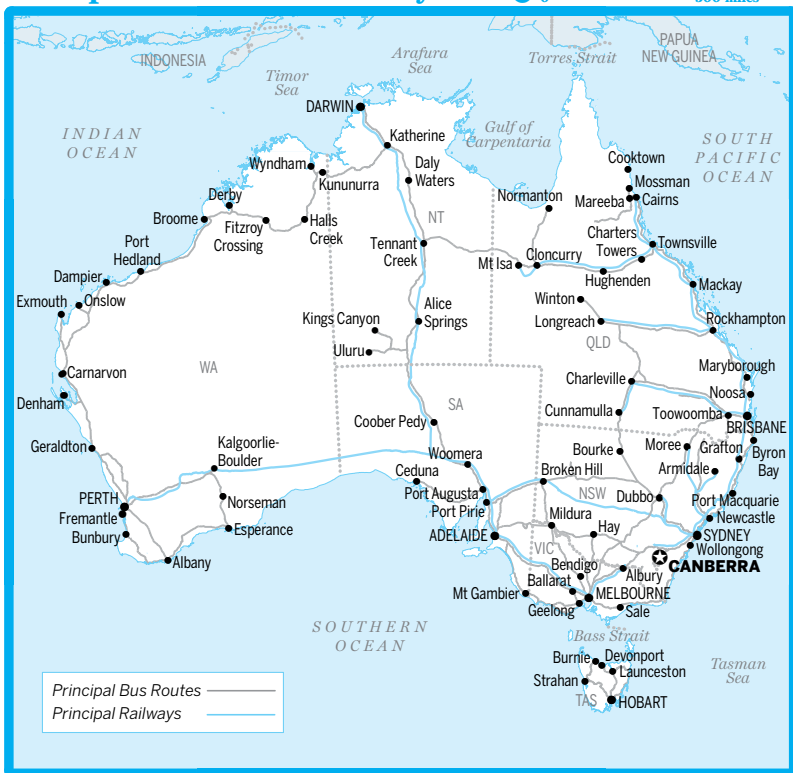 INDONESIA
Arafura
Sea
Torres Strait
PAPUA
NEW GUINEA
Timor
Sea
DARWIN
INDIAN
OCEAN
Katherine
Gulf of
Carpentaria
SOUTH
PACIFIC
OCEAN
Wyndham
Kununurra
Daly
Waters
Cooktown
Mossman
Mareeba
Cairns
Derby
Normanton
Broome
Fitzroy
Crossing
Halls
Creek
NT
Charters
Towers
Townsville
Port
Hedland
Tennant
Creek
Mt Isa
Cloncurry
Hughenden
Dampier
Mackay
Exmouth
Onslow
Winton
Alice
Springs
Kings Canyon
Longreach
Rockhampton
Uluru
QLD
WA
Carnarvon
Maryborough
Charleville
Denham
Noosa
SA
Cunnamulla
Toowoomba
BRISBANE
Coober Pedy
Geraldton
Kalgoorlie-
Boulder
Bourke
Moree
Grafton
Byron
Bay
Woomera
Armidale
Ceduna
Broken Hill
PERTH
Norseman
Port Augusta
NSW
Dubbo
Port Macquarie
Fremantle
Port Pirie
Newcastle
Bunbury
Esperance
ADELAIDE
Mildura
Hay
SYDNEY
Wollongong
Albany
VIC
Bendigo
CANBERRA
Ballarat
Albury
Mt Gambier
MELBOURNE
Geelong
Sale
SOUTHERN
OCEAN
Bass Strait
Burnie
Devonport
Launceston
Tasman
Sea
Strahan
TAS
HOBART
Principal Bus Routes
Principal Railways